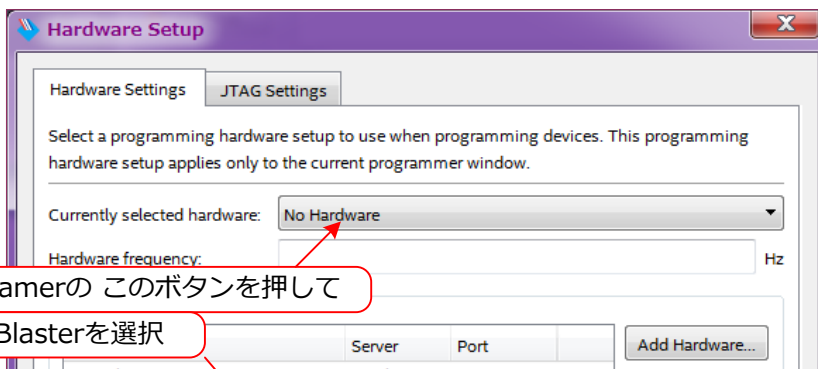 Hardware Setup
Hardware Settings
JTAG Settings
Select a programming hardware setup to use when programming devices. This programming
hardware setup applies only to the current programmer window.
Currently selected hardware:
No Hardware
Hardware frequency:
Hz
amerの このボタンを押して
Blasterを選択
Server
Port
Add Hardware...